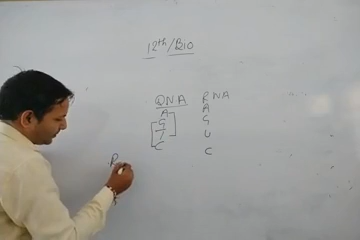 12th/BIO
DNA RNA
A A
G G
T U
C C
P